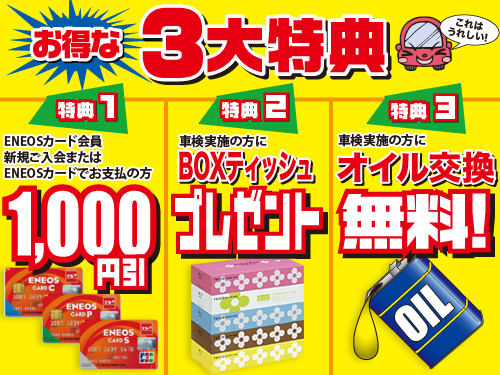 お得な
3大特典
これは
うれしい!
特典1
ENEOSカード会員
新規ご入会または
ENEOSカードでお支払の方
1,000
円引
ENEOS
CARD C
ENEOS
CARD P
ENEOS
CARD S
JCB
特典2
車検実施の方に
BOXティッシュ
プレゼント
特典3
車検実施の方に
オイル交換
無料!
OIL